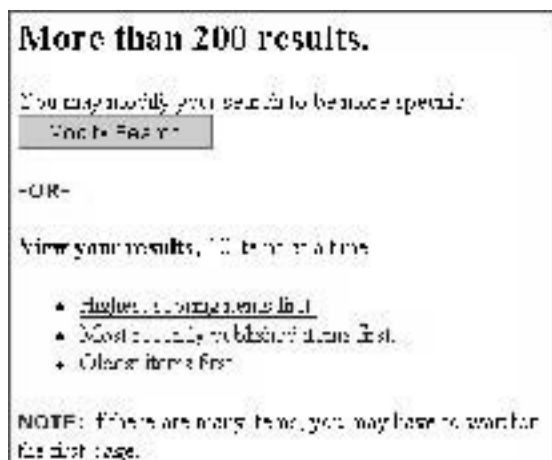 More than 200 results.
You may modify your search to be more specific
Modify Search
-OR-
View your results, 10 items at a time
Highest scoring items first
Most recently published items first.
Oldest items first
NOTE: if there are many items, you may have to wait for
the first page.